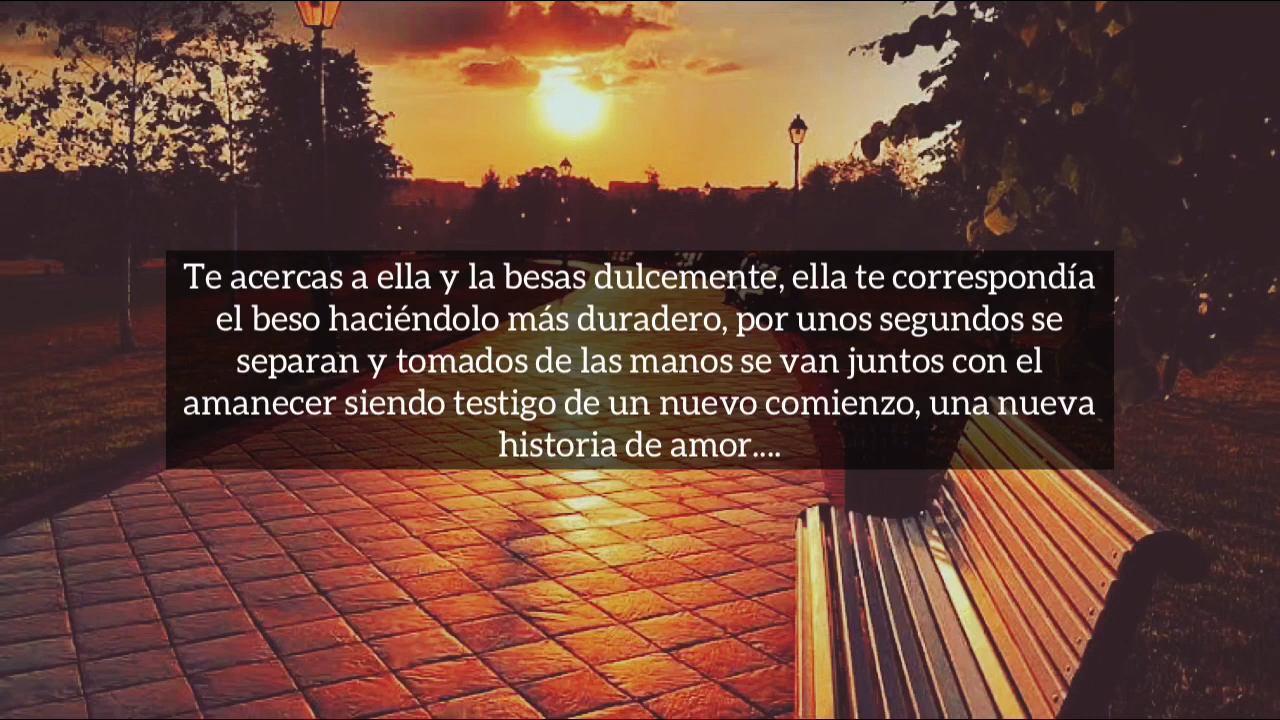 Te acercas a ella y la besas dulcemente, ella te correspondía
el beso haciéndolo más duradero, por unos segundos se
separan y tomados de las manos se van juntos con el
amanecer siendo testigo de un nuevo comienzo, una nueva
historia de amor....